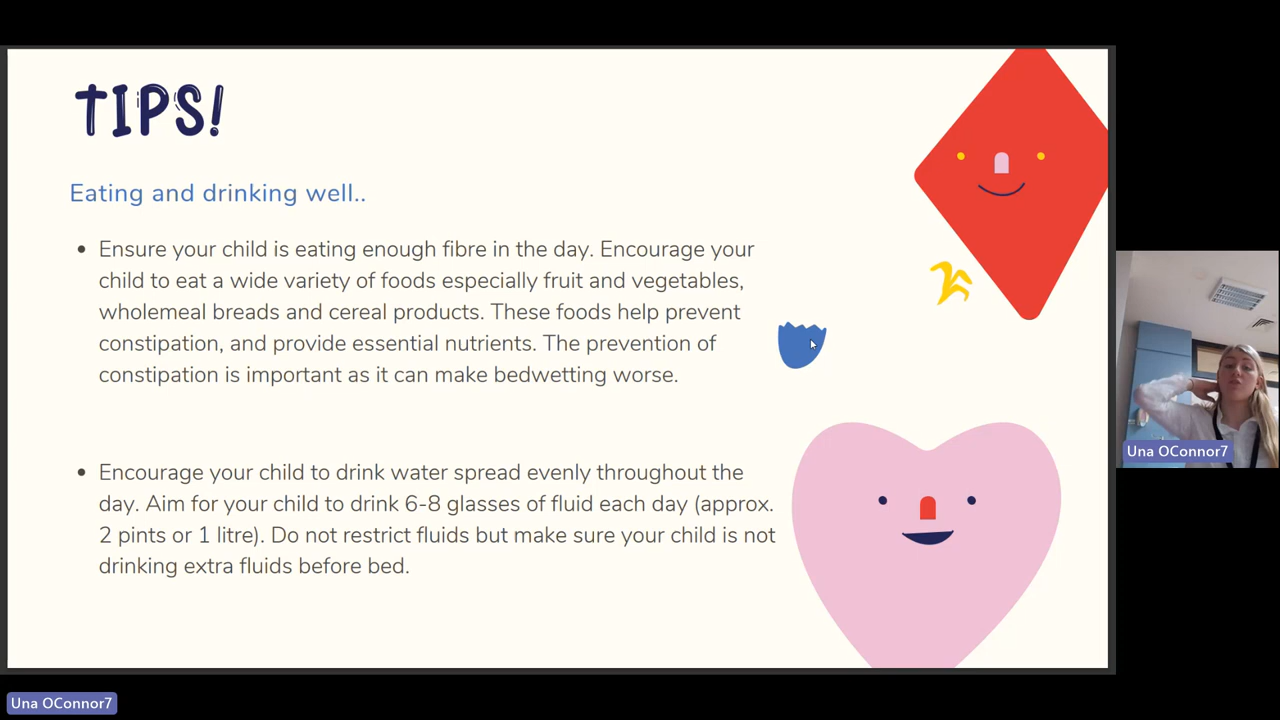 TIPS!
Eating and drinking well..
• Ensure your child is eating enough fibre in the day. Encourage your
child to eat a wide variety of foods especially fruit and vegetables,
wholemeal breads and cereal products. These foods help prevent
constipation, and provide essential nutrients. The prevention of
constipation is important as it can make bedwetting worse.
• Encourage your child to drink water spread evenly throughout the
day. Aim for your child to drink 6-8 glasses of fluid each day (approx.
2 pints or 1 litre). Do not restrict fluids but make sure your child is not
drinking extra fluids before bed.
Una OConnor7
Una OConnor7